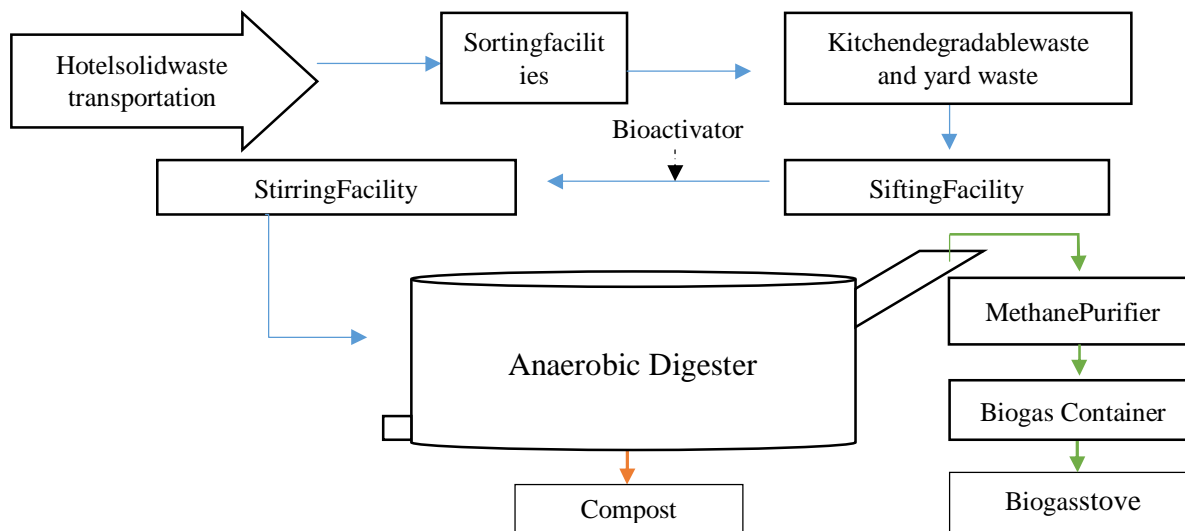 Hotelsolidwaste
transportation
Sortingfacilit
ies
Kitchendegradablewaste
and yard waste
Bioactivator
StirringFacility
SiftingFacility
Anaerobic Digester
MethanePurifier
Biogas Container
Biogasstove
Compost